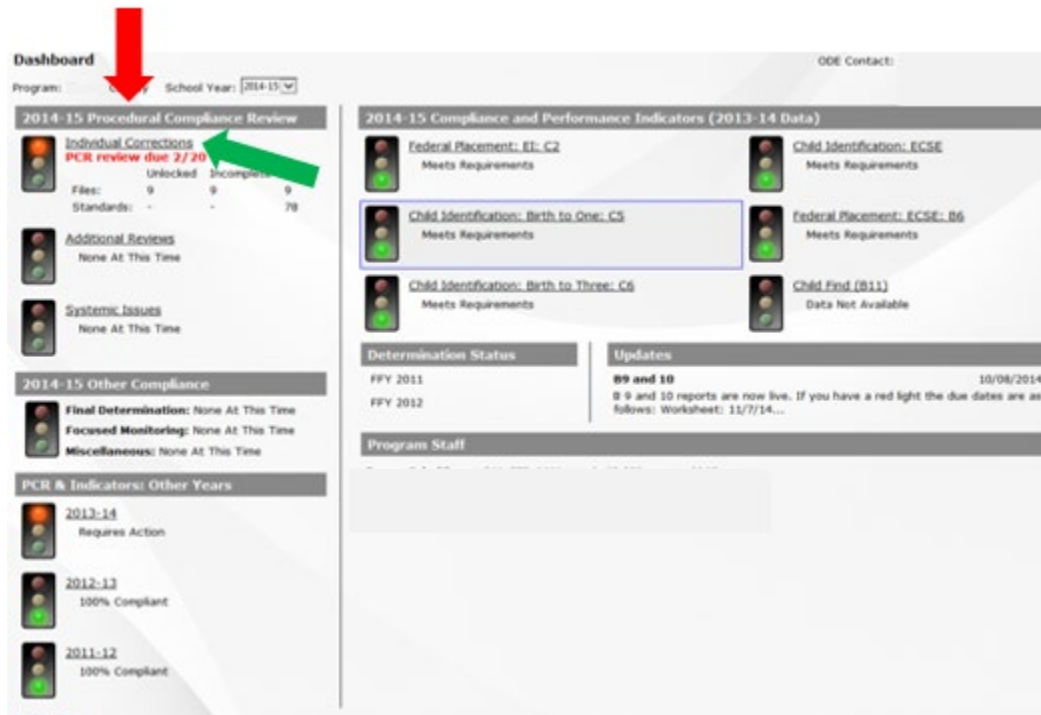 Dashboard
ODE Contact:
Program:
School Year: 2014-15
2014-15 Procedural Compliance Review
Individual Corrections
PCR review due 2/20
Unlocked Incomplete
Files: 9 9 9
Standards: - - 78
Additional Reviews
None At This Time
Systemic Issues
None At This Time
2014-15 Other Compliance
Final Determination: None At This Time
Focused Monitoring: None At This Time
Miscellaneous: None At This Time
PCR & Indicators: Other Years
2013-14
Requires Action
2012-13
100% Compliant
2011-12
100% Compliant
2014-15 Compliance and Performance Indicators (2013-14 Data)
Federal Placement: EI: C2
Meets Requirements
Child Identification: ECSE
Meets Requirements
Child Identification: Birth to One: C5
Meets Requirements
Federal Placement: ECSE: B6
Meets Requirements
Child Identification: Birth to Three: C6
Meets Requirements
Child Find (B11)
Data Not Available
Determination Status
FFY 2011
FFY 2012
Updates
B9 and 10 10/08/2014
B 9 and 10 reports are now live. If you have a red light the due dates are as
follows: Worksheet: 11/7/14...
Program Staff